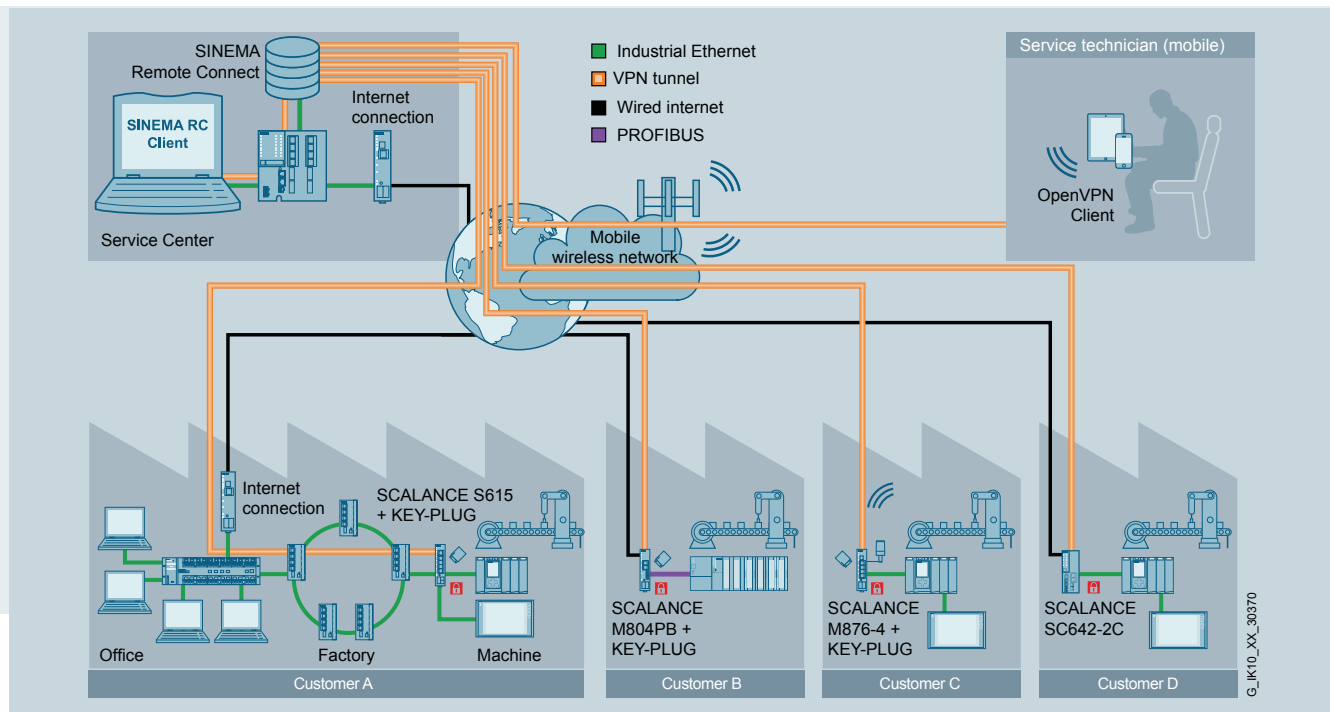 SINEMA
Remote Connect
Internet
connection
SINEMA RC
Client
Service Center
Industrial Ethernet
VPN tunnel
Wired internet
PROFIBUS
Service technician (mobile)
OpenVPN
Client
Mobile
wireless network
Internet
connection
SCALANCE S615
+ KEY-PLUG
Office
Factory
Machine
Customer A
SCALANCE
M804PB +
KEY-PLUG
Customer B
SCALANCE
M876-4 +
KEY-PLUG
Customer C
SCALANCE
SC642-2C
Customer D
G_IK10_XX_30370